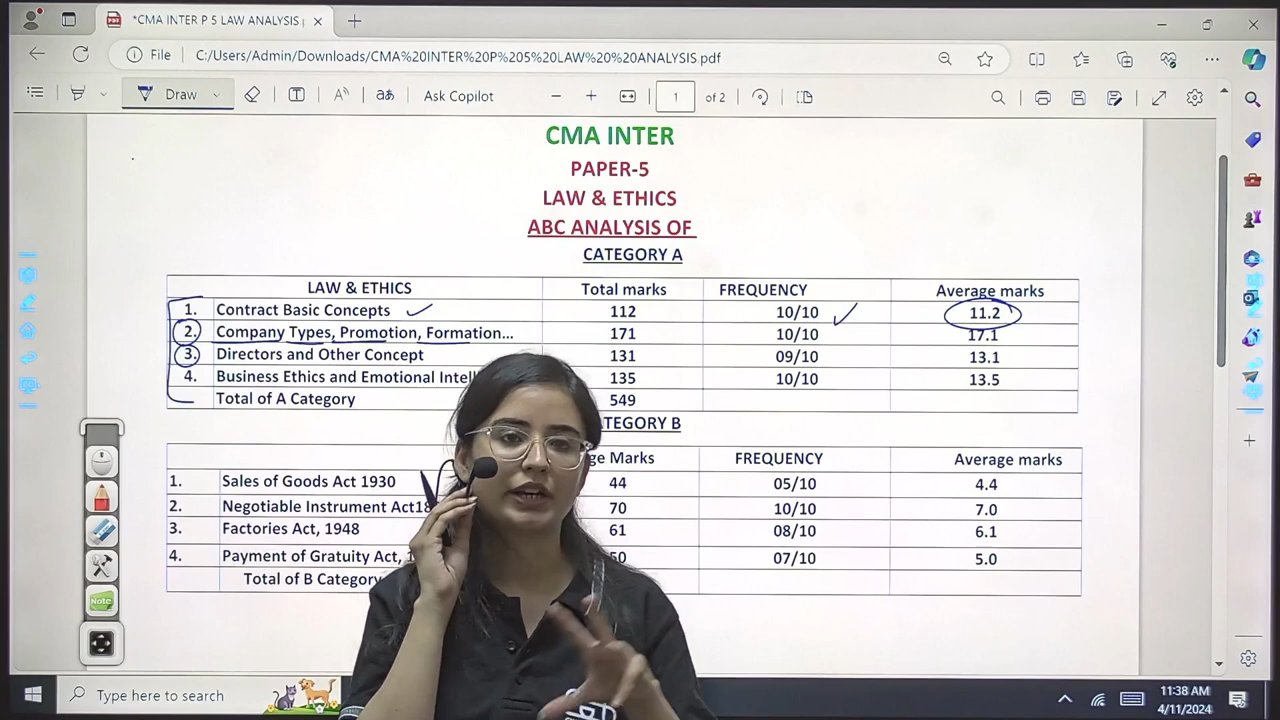 *CMA INTER P 5 LAW ANALYSIS
File C:/Users/Admin/Downloads/CMA%20INTER%20P%205%20LAW%20%20ANALYSIS.pdf
Draw Ask Copilot 1 of 2
CMA INTER
PAPER-5
LAW & ETHICS
ABC ANALYSIS OF
CATEGORY A
LAW & ETHICS Total marks FREQUENCY Average marks
1. Contract Basic Concepts 112 10/10 11.2
2. Company Types, Promotion, Formation... 171 10/10 17.1
3. Directors and Other Concept 131 09/10 13.1
4. Business Ethics and Emotional Intell 135 10/10 13.5
Total of A Category 549
TEGORY B
ge Marks FREQUENCY Average marks
1. Sales of Goods Act 1930 44 05/10 4.4
2. Negotiable Instrument Act18 70 10/10 7.0
3. Factories Act, 1948 61 08/10 6.1
4. Payment of Gratuity Act, 1 50 07/10 5.0
Total of B Category
Note
Type here to search
11:38 AM
4/11/2024